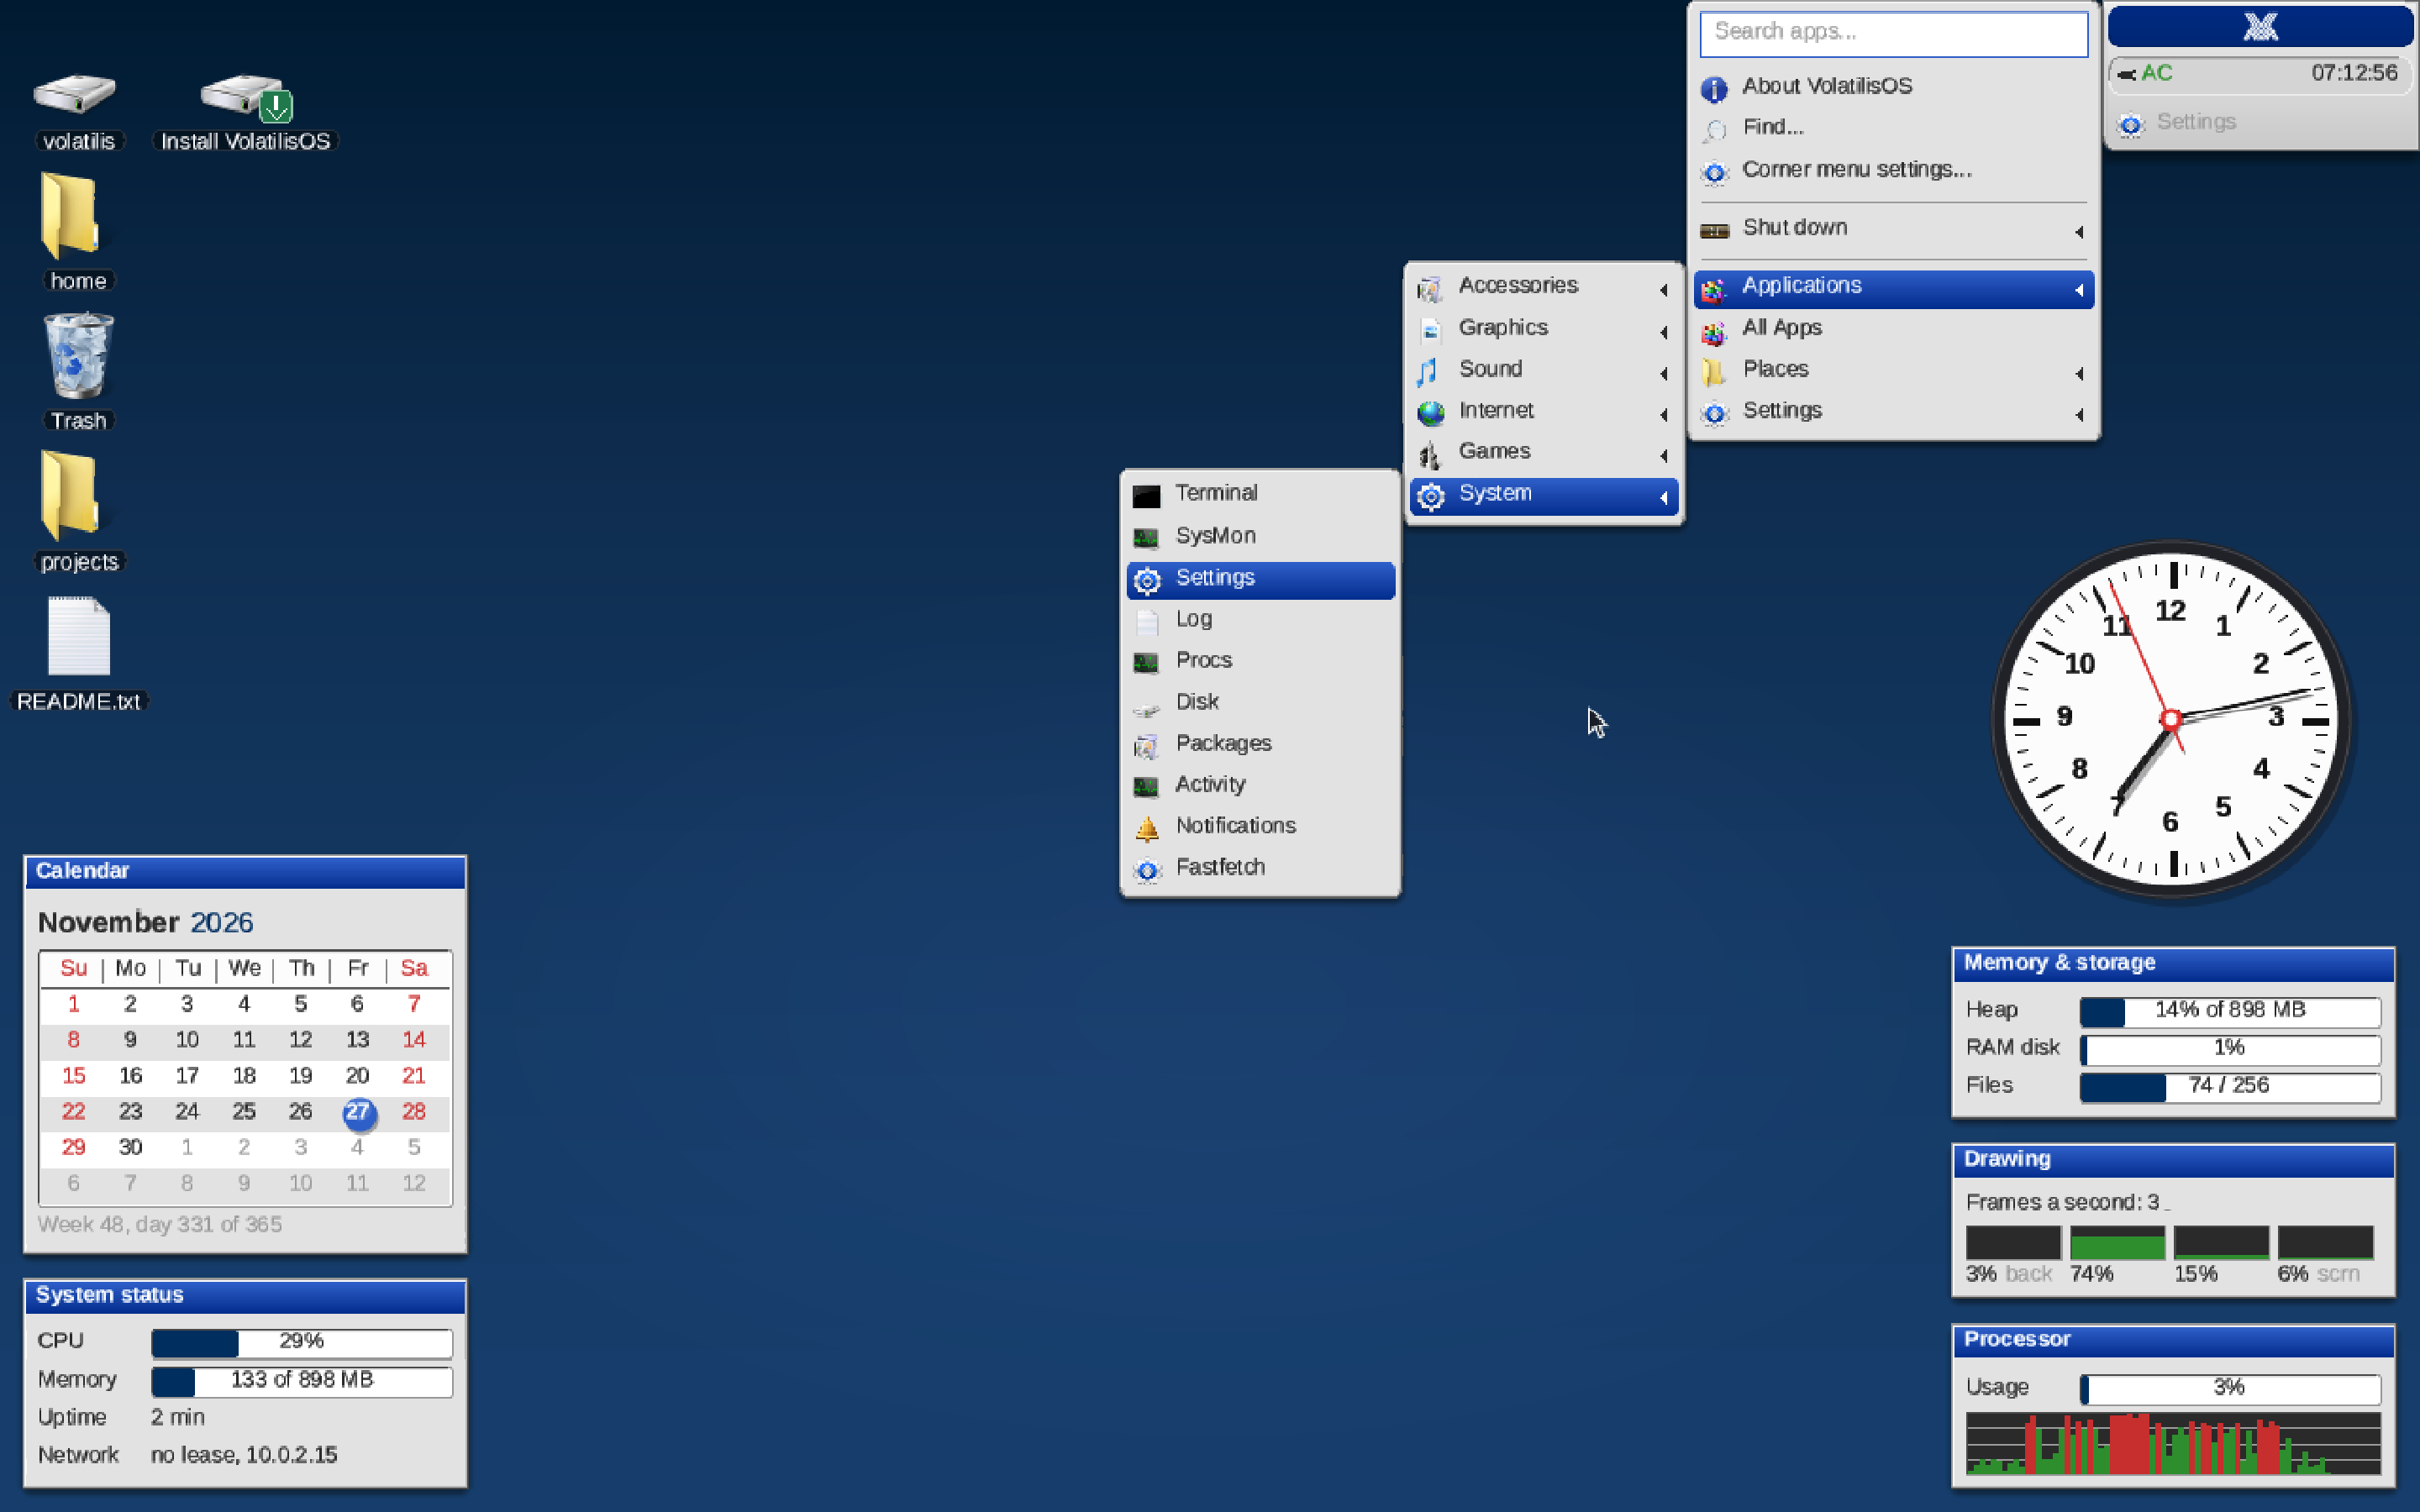 Search apps...
About VolatilisOS
Find...
Corner menu settings...
Shut down
Applications
All Apps
Places
Settings
AC 07:12:56
Settings
volatilis
Install VolatilisOS
home
Trash
projects
README.txt
Accessories
Graphics
Sound
Internet
Games
System
Terminal
SysMon
Settings
Log
Procs
Disk
Packages
Activity
Notifications
Fastfetch
12
1
2
3
4
5
6
7
8
9
10
11
Calendar
November 2026
Su Mo Tu We Th Fr Sa
1 2 3 4 5 6 7
8 9 10 11 12 13 14
15 16 17 18 19 20 21
22 23 24 25 26 27 28
29 30 1 2 3 4 5
6 7 8 9 10 11 12
Week 48, day 331 of 365
System status
CPU 29%
Memory 133 of 898 MB
Uptime 2 min
Network no lease, 10.0.2.15
Memory & storage
Heap 14% of 898 MB
RAM disk 1%
Files 74 / 256
Drawing
Frames a second: 3
3% back 74% 15% 6% scrn
Processor
Usage 3%